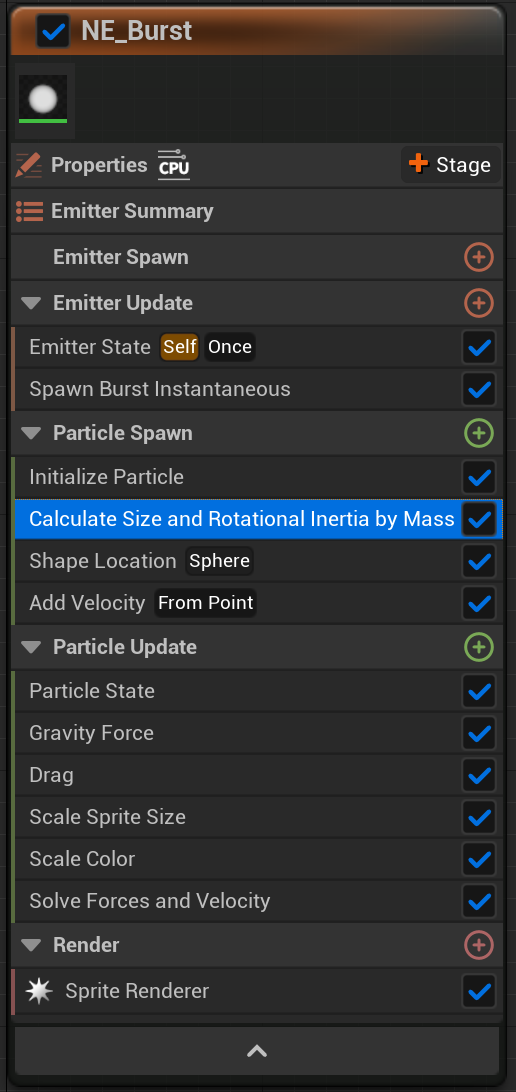 NE_Burst
Properties CPU Stage
Emitter Summary
Emitter Spawn
Emitter Update
Emitter State Self Once
Spawn Burst Instantaneous
Particle Spawn
Initialize Particle
Calculate Size and Rotational Inertia by Mass
Shape Location Sphere
Add Velocity From Point
Particle Update
Particle State
Gravity Force
Drag
Scale Sprite Size
Scale Color
Solve Forces and Velocity
Render
Sprite Renderer